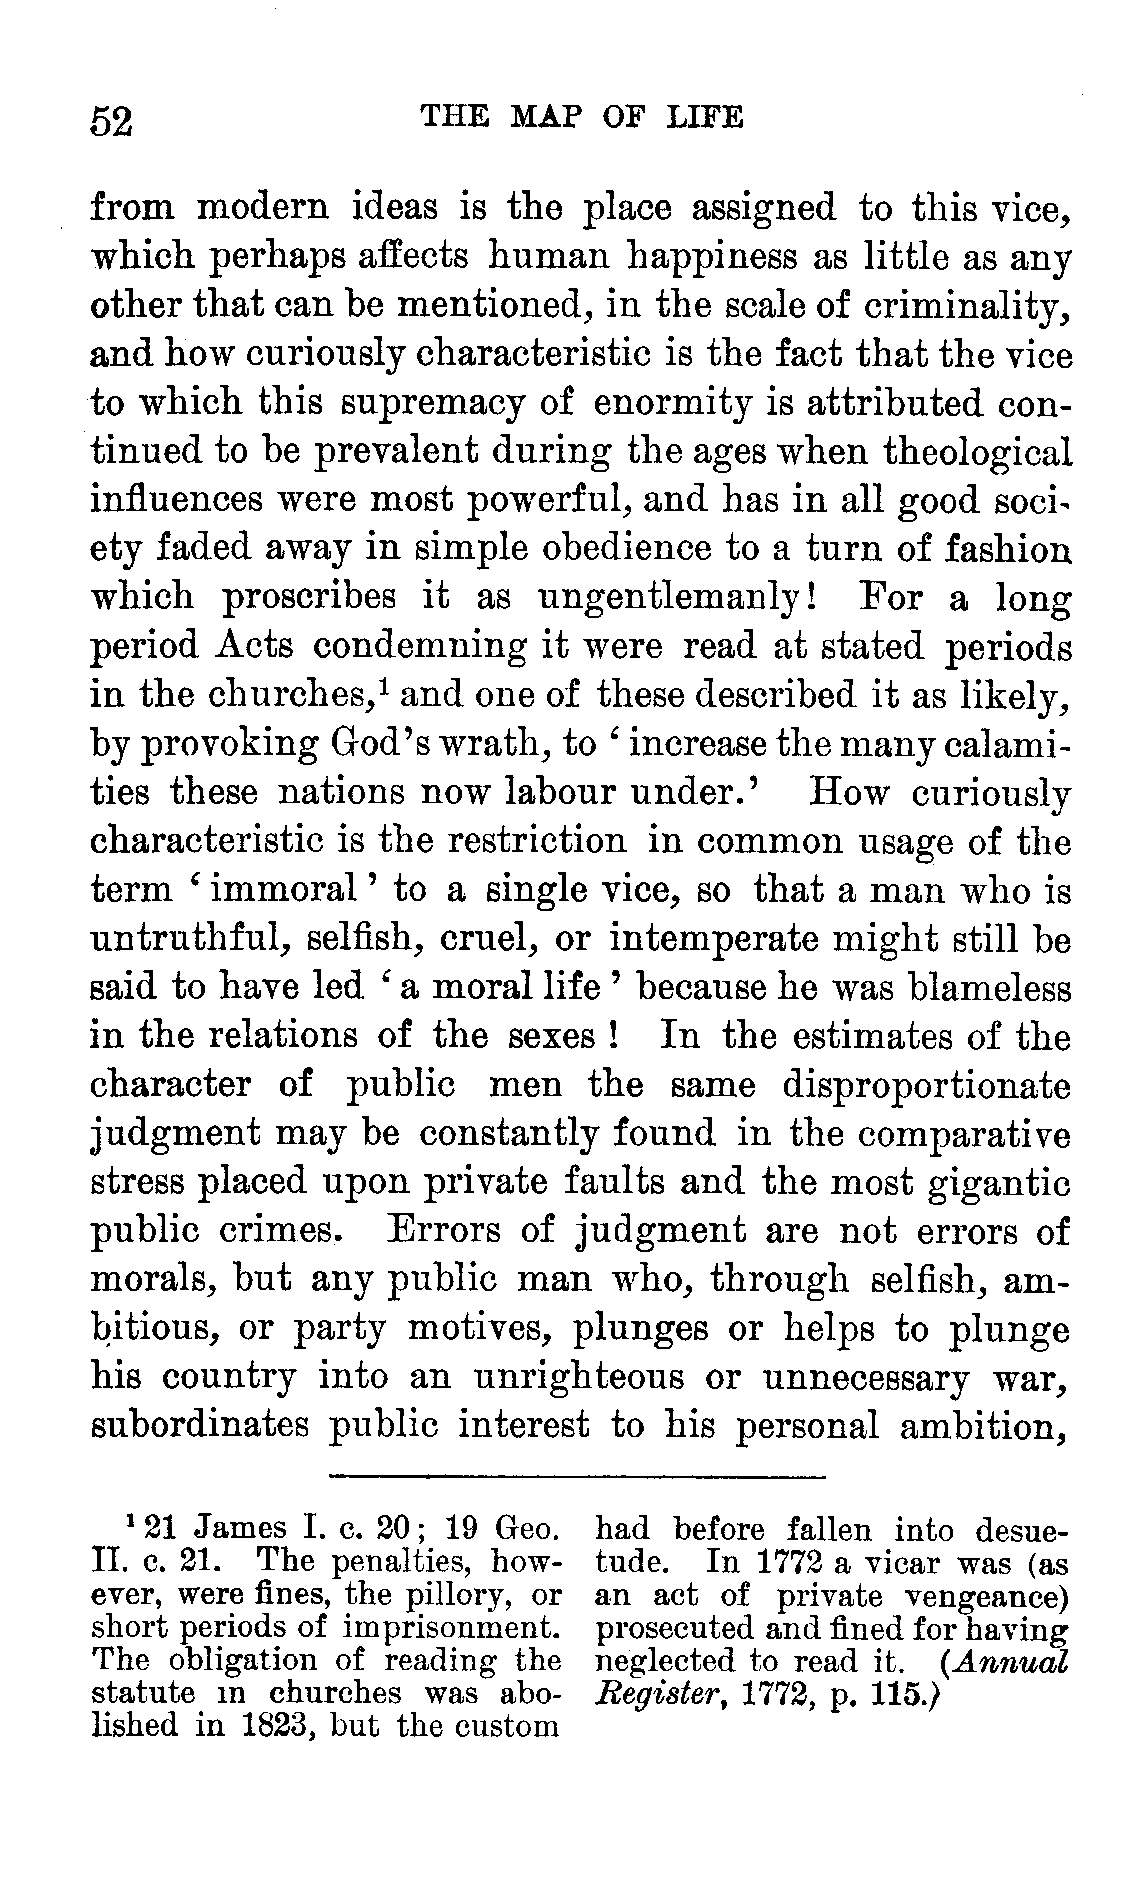 52 THE MAP OF LIFE
from modern ideas is the place assigned to this vice,
which perhaps affects human happiness as little as any
other that can be mentioned, in the scale of criminality,
and how curiously characteristic is the fact that the vice
to which this supremacy of enormity is attributed con-
tinued to be prevalent during the ages when theological
influences were most powerful, and has in all good soci-
ety faded away in simple obedience to a turn of fashion
which proscribes it as ungentlemanly! For a long
period Acts condemning it were read at stated periods
in the churches,¹ and one of these described it as likely,
by provoking God's wrath, to ‘increase the many calami-
ties these nations now labour under.’ How curiously
characteristic is the restriction in common usage of the
term ‘immoral’ to a single vice, so that a man who is
untruthful, selfish, cruel, or intemperate might still be
said to have led ‘a moral life’ because he was blameless
in the relations of the sexes! In the estimates of the
character of public men the same disproportionate
judgment may be constantly found in the comparative
stress placed upon private faults and the most gigantic
public crimes. Errors of judgment are not errors of
morals, but any public man who, through selfish, am-
bitious, or party motives, plunges or helps to plunge
his country into an unrighteous or unnecessary war,
subordinates public interest to his personal ambition,
¹ 21 James I. c. 20; 19 Geo.
II. c. 21. The penalties, how-
ever, were fines, the pillory, or
short periods of imprisonment.
The obligation of reading the
statute in churches was abo-
lished in 1823, but the custom
had before fallen into desue-
tude. In 1772 a vicar was (as
an act of private vengeance)
prosecuted and fined for having
neglected to read it. (Annual
Register, 1772, p. 115.)